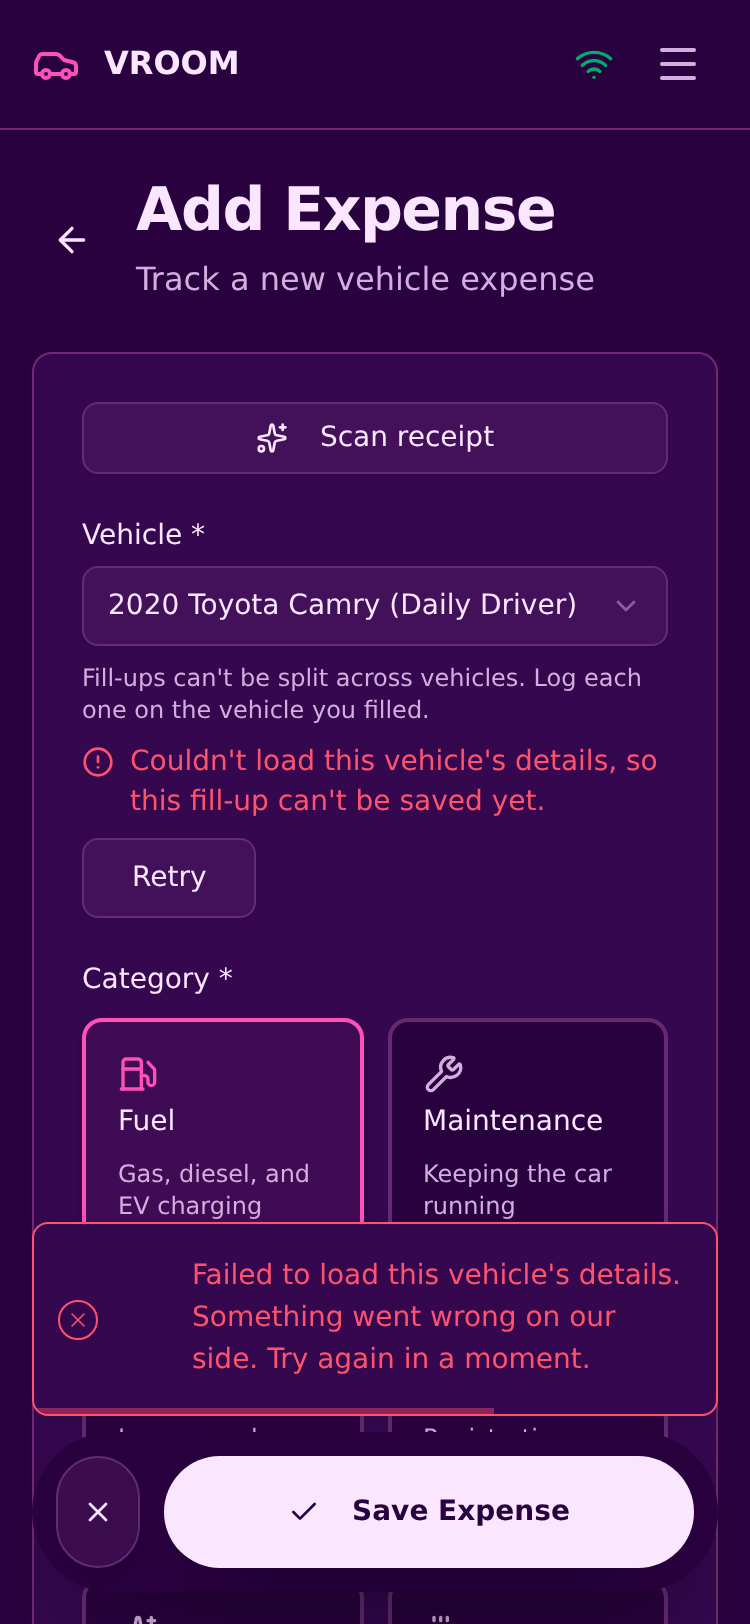 VROOM
Add Expense
Track a new vehicle expense
Scan receipt
Vehicle *
2020 Toyota Camry (Daily Driver)
Fill-ups can't be split across vehicles. Log each
one on the vehicle you filled.
Couldn't load this vehicle's details, so
this fill-up can't be saved yet.
Retry
Category *
Fuel
Maintenance
Gas, diesel, and
EV charging
Keeping the car
running
Failed to load this vehicle's details.
Something went wrong on our
side. Try again in a moment.
Save Expense